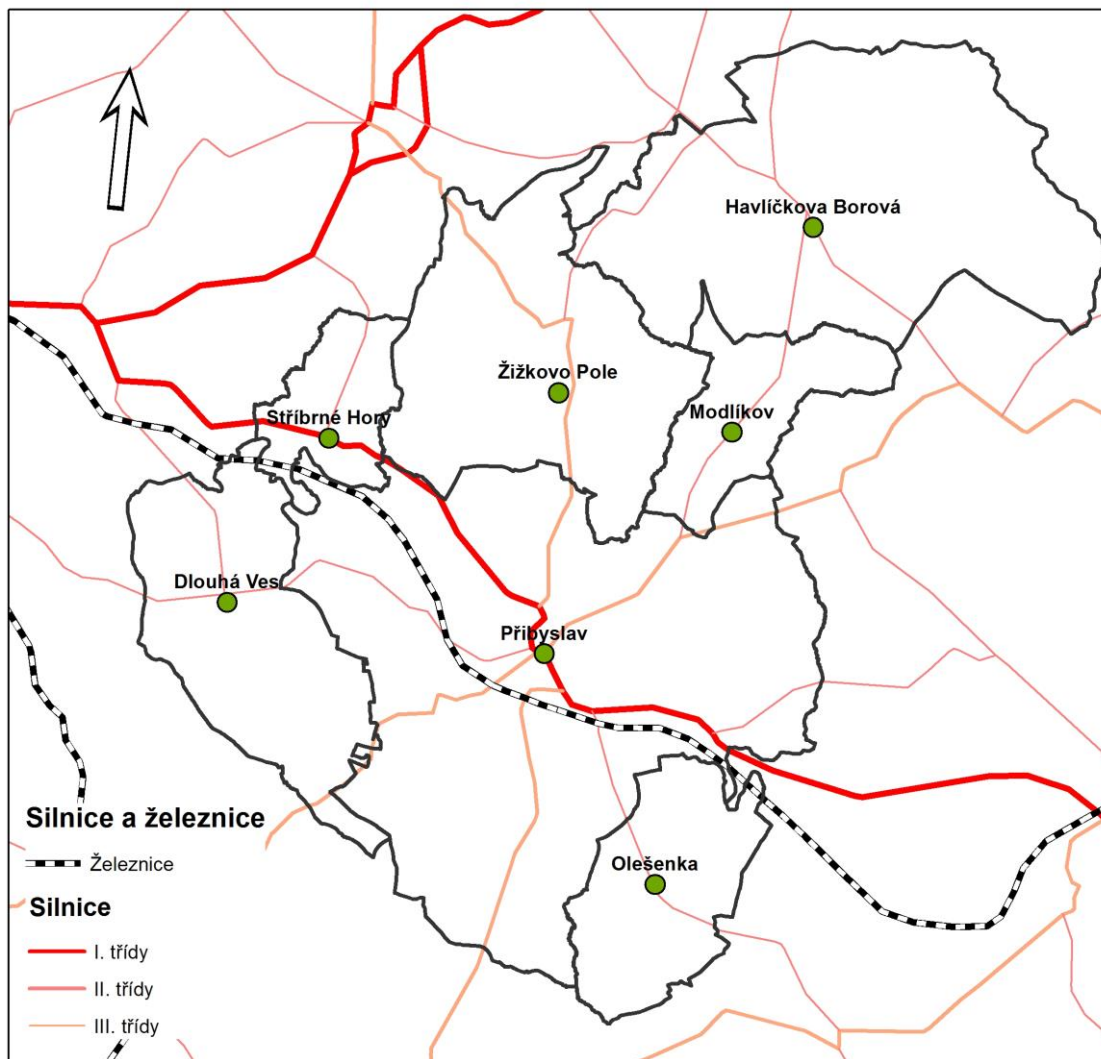 Havlíčkova Borová
Žižkovo Pole
Modlíkov
Stříbrné Hory
Dlouhá Ves
Přibyslav
Olešenka
Silnice a železnice
Železnice
Silnice
I. třídy
II. třídy
III. třídy